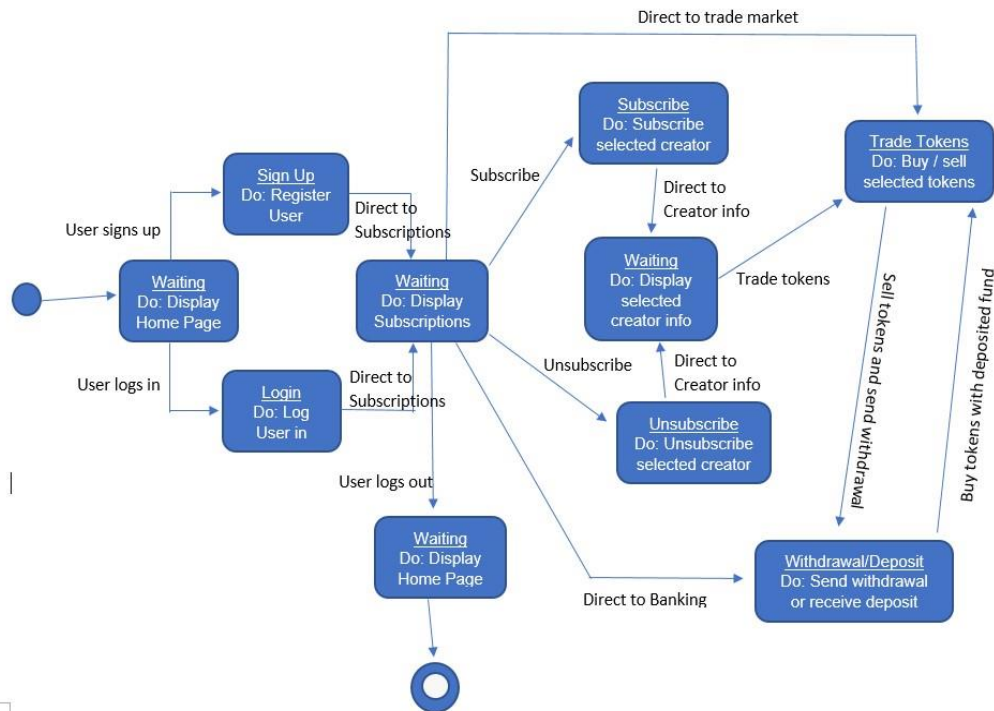 Direct to trade market
Subscribe
Do: Subscribe
selected creator
Trade Tokens
Do: Buy / sell
selected tokens
Sign Up
Do: Register
User
Subscribe
Direct to
Subscriptions
Direct to
Creator info
User signs up
Waiting
Do: Display
Home Page
Waiting
Do: Display
Subscriptions
Waiting
Do: Display
selected
creator info
Trade tokens
Sell tokens and send withdrawal
Buy tokens with deposited fund
User logs in
Login
Do: Log
User in
Direct to
Subscriptions
Unsubscribe
Direct to
Creator info
Unsubscribe
Do: Unsubscribe
selected creator
User logs out
Waiting
Do: Display
Home Page
Direct to Banking
Withdrawal/Deposit
Do: Send withdrawal
or receive deposit